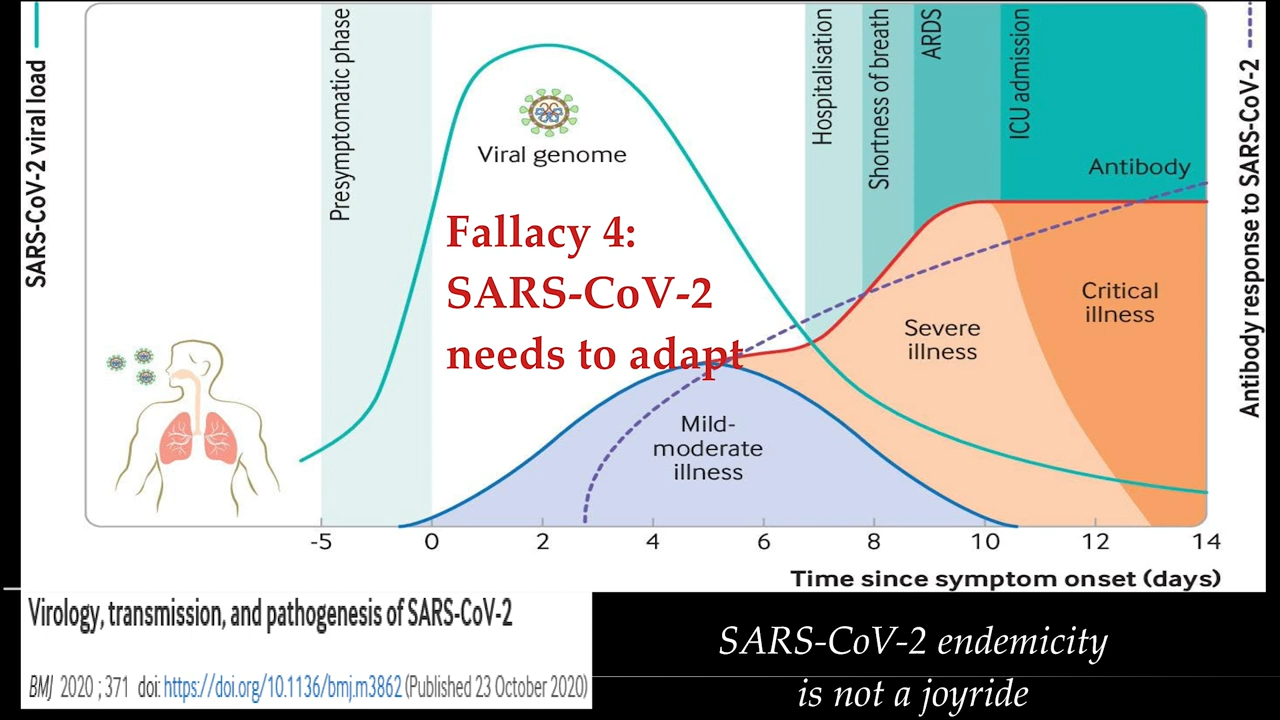 SARS-CoV-2 viral load
Presymptomatic phase
Viral genome
Hospitalisation
Shortness of breath
ARDS
ICU admission
Antibody
Antibody response to SARS-CoV-2
Fallacy 4:
SARS-CoV-2
needs to adapt
Mild-
moderate
illness
Severe
illness
Critical
illness
-5 0 2 4 6 8 10 12 14
Time since symptom onset (days)
Virology, transmission, and pathogenesis of SARS-CoV-2
BMJ 2020 ; 371 doi: https://doi.org/10.1136/bmj.m3862 (Published 23 October 2020)
SARS-CoV-2 endemicity
is not a joyride